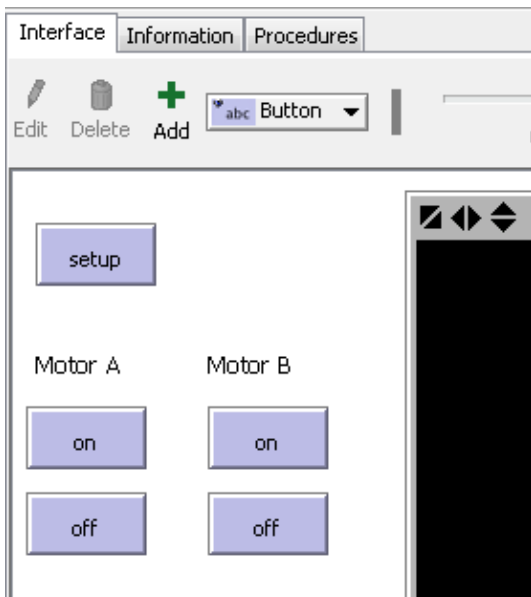 Interface Information Procedures
Edit Delete Add abc Button
setup
Motor A Motor B
on on
off off